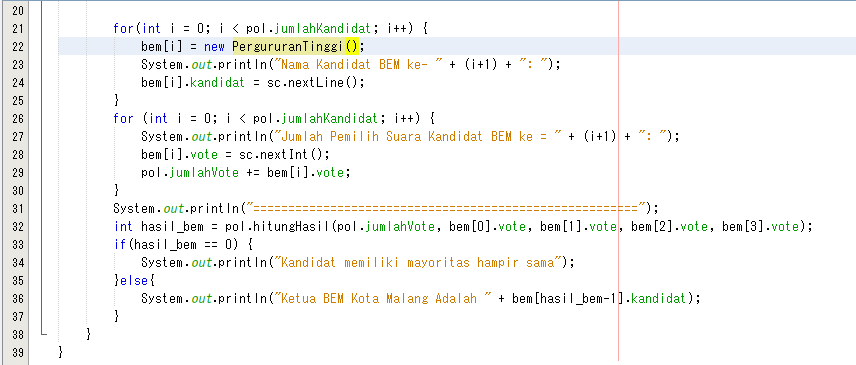 20
21 for(int i = 0; i < pol.jumlahKandidat; i++) {
22 bem[i] = new PergururanTinggi();
23 System.out.println("Nama Kandidat BEM ke- " + (i+1) + ": ");
24 bem[i].kandidat = sc.nextLine();
25 }
26 for (int i = 0; i < pol.jumlahKandidat; i++) {
27 System.out.println("Jumlah Pemilih Suara Kandidat BEM ke = " + (i+1) + ": ");
28 bem[i].vote = sc.nextInt();
29 pol.jumlahVote += bem[i].vote;
30 }
31 System.out.println("=======================================================");
32 int hasil_bem = pol.hitungHasil(pol.jumlahVote, bem[0].vote, bem[1].vote, bem[2].vote, bem[3].vote);
33 if(hasil_bem == 0) {
34 System.out.println("Kandidat memiliki mayoritas hampir sama");
35 }else{
36 System.out.println("Ketua BEM Kota Malang Adalah " + bem[hasil_bem-1].kandidat);
37 }
38 }
39 }